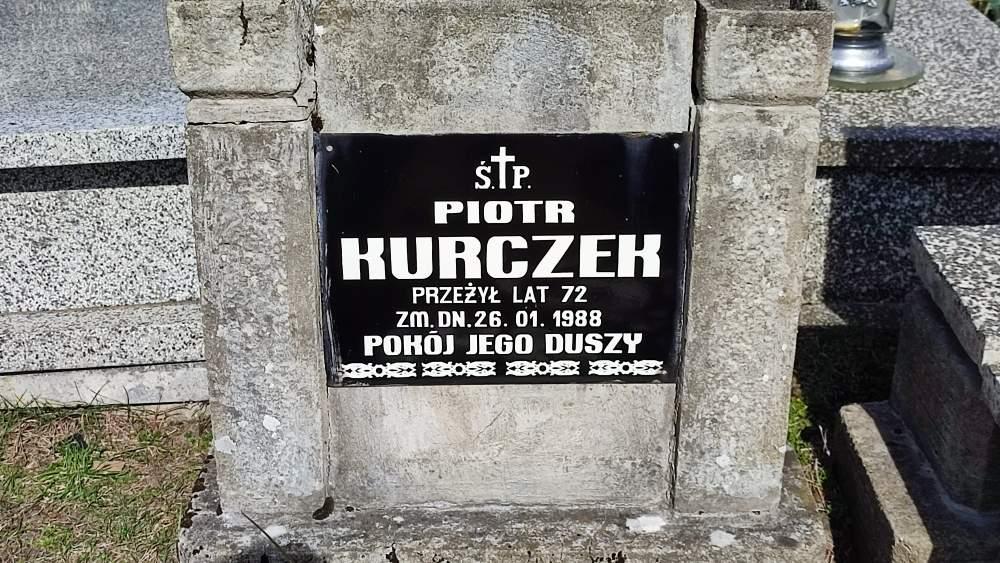 Ś.†P.
PIOTR
KURCZEK
PRZEŻYŁ LAT 72
ZM. DN. 26. 01. 1988
POKÓJ JEGO DUSZY